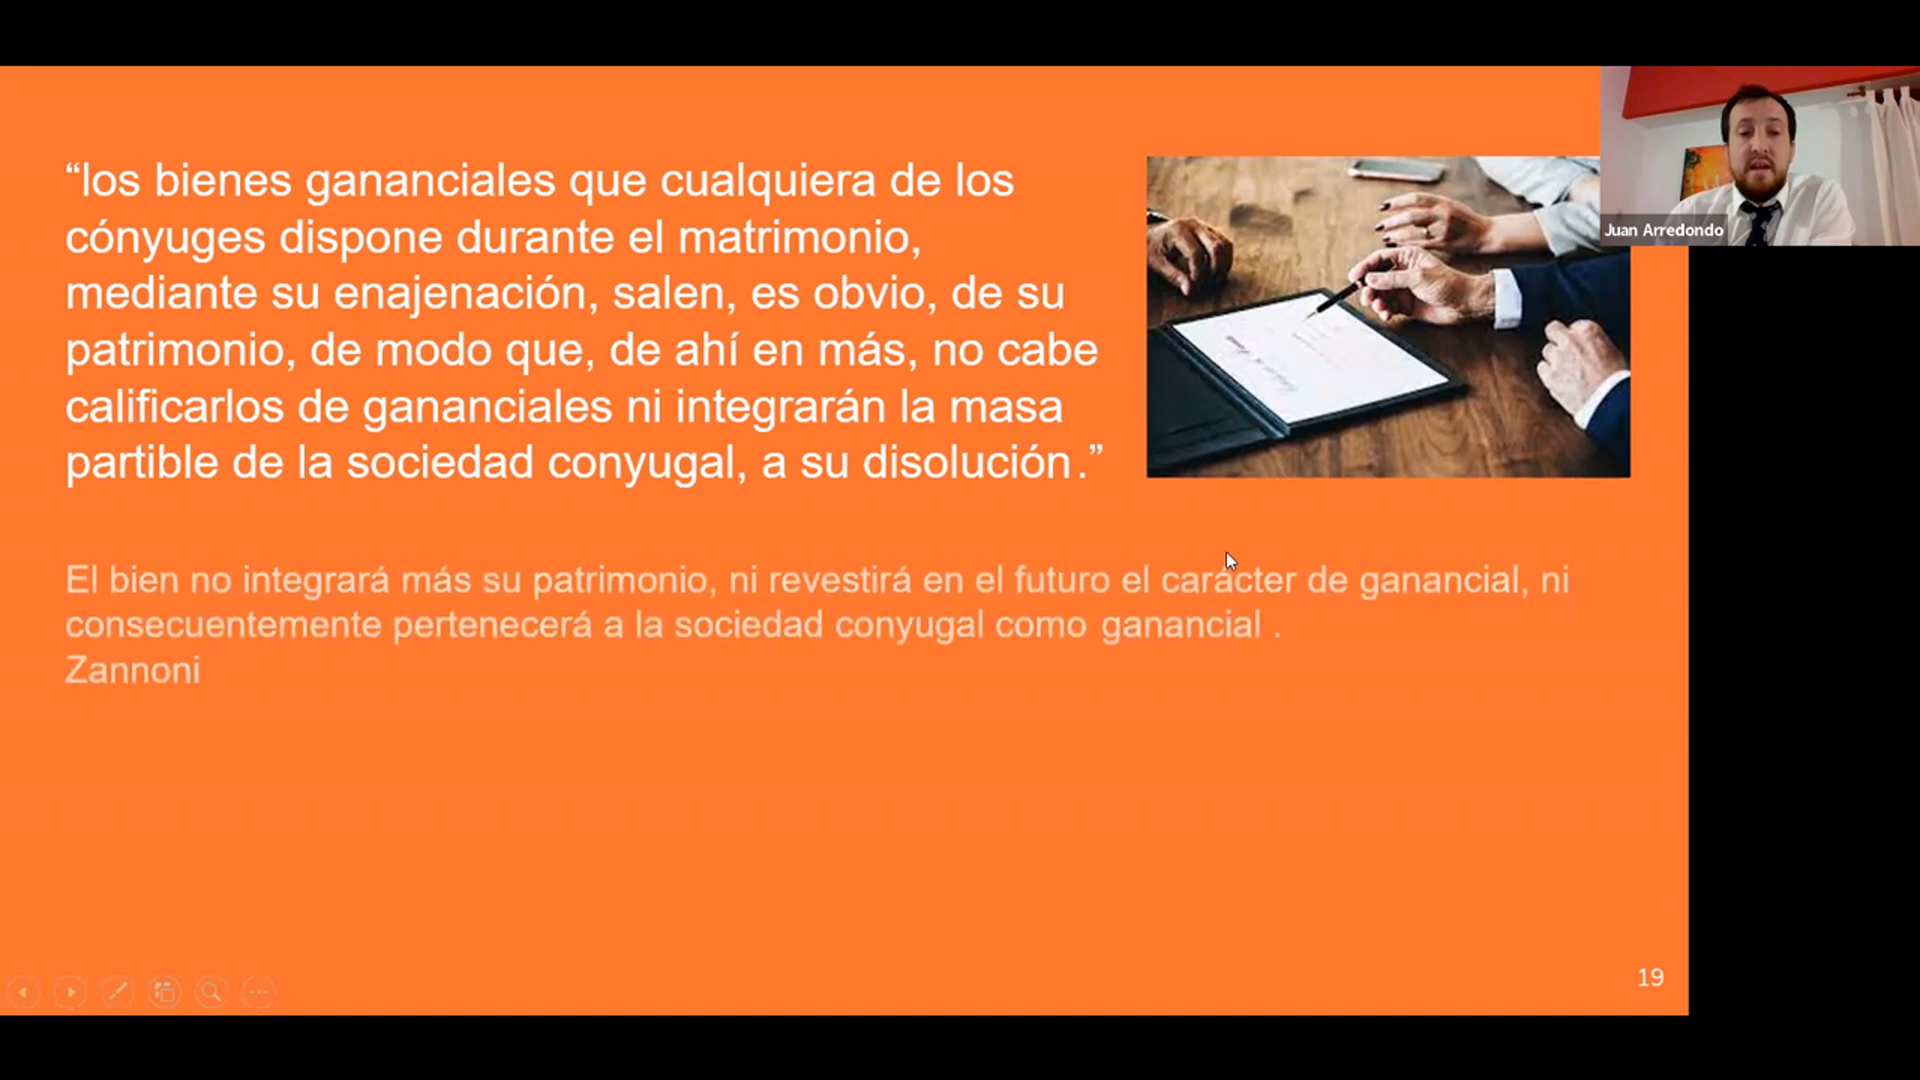 “los bienes gananciales que cualquiera de los
cónyuges dispone durante el matrimonio,
mediante su enajenación, salen, es obvio, de su
patrimonio, de modo que, de ahí en más, no cabe
calificarlos de gananciales ni integrarán la masa
partible de la sociedad conyugal, a su disolución.”
Juan Arredondo
El bien no integrará más su patrimonio, ni revestirá en el futuro el carácter de ganancial, ni
consecuentemente pertenecerá a la sociedad conyugal como ganancial .
Zannoni
19